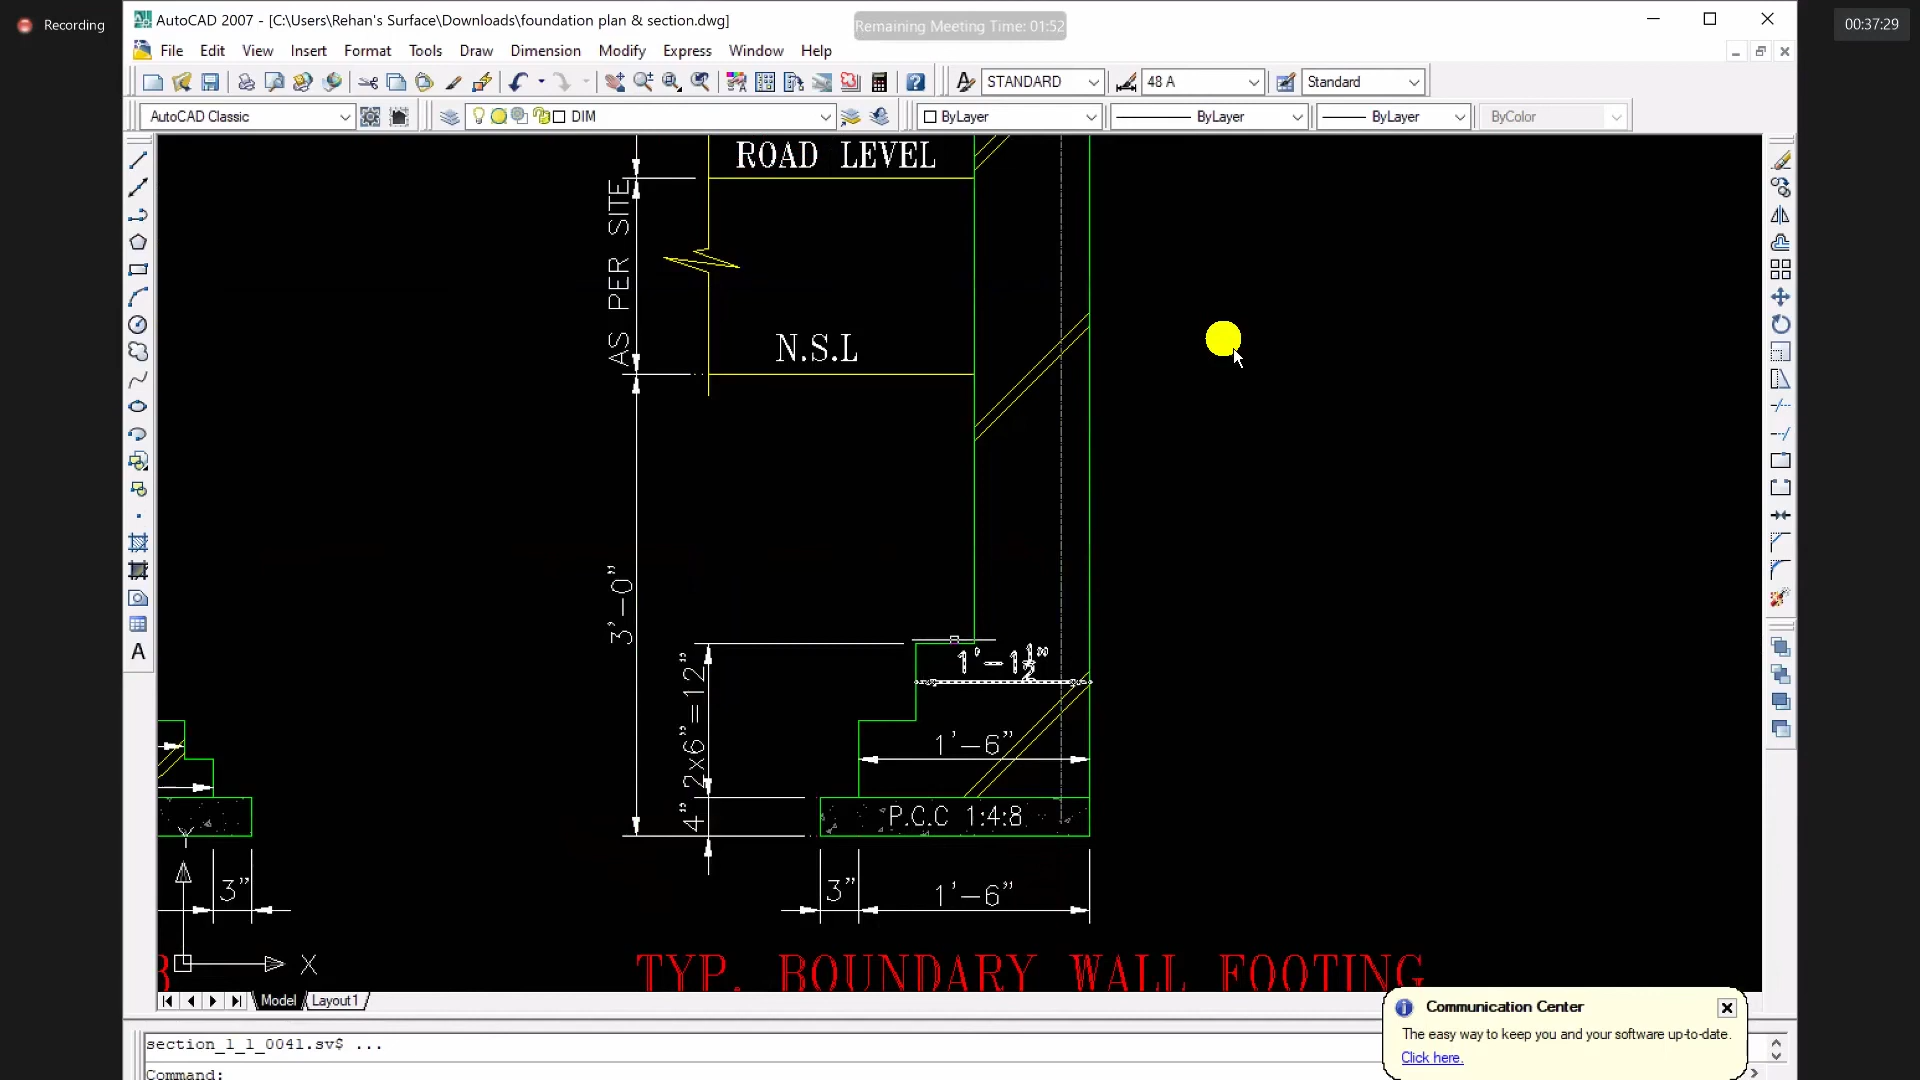 Recording
AutoCAD 2007 - [C:\Users\Rehan's Surface\Downloads\foundation plan & section.dwg]
Remaining Meeting Time: 01:52
00:37:29
File Edit View Insert Format Tools Draw Dimension Modify Express Window Help
STANDARD
48 A
Standard
AutoCAD Classic
DIM
ByLayer
ByLayer
ByLayer
ByColor
ROAD LEVEL
AS PER SITE
N.S.L
3'-0"
1'-1½"
2x6"=12"
1'-6"
4"
P.C.C 1:4:8
3"
3"
1'-6"
Y
X
TYP. BOUNDARY WALL FOOTING
Model
Layout1
section_1_1_0041.sv$ ...
Command:
Communication Center
The easy way to keep you and your software up-to-date.
Click here.